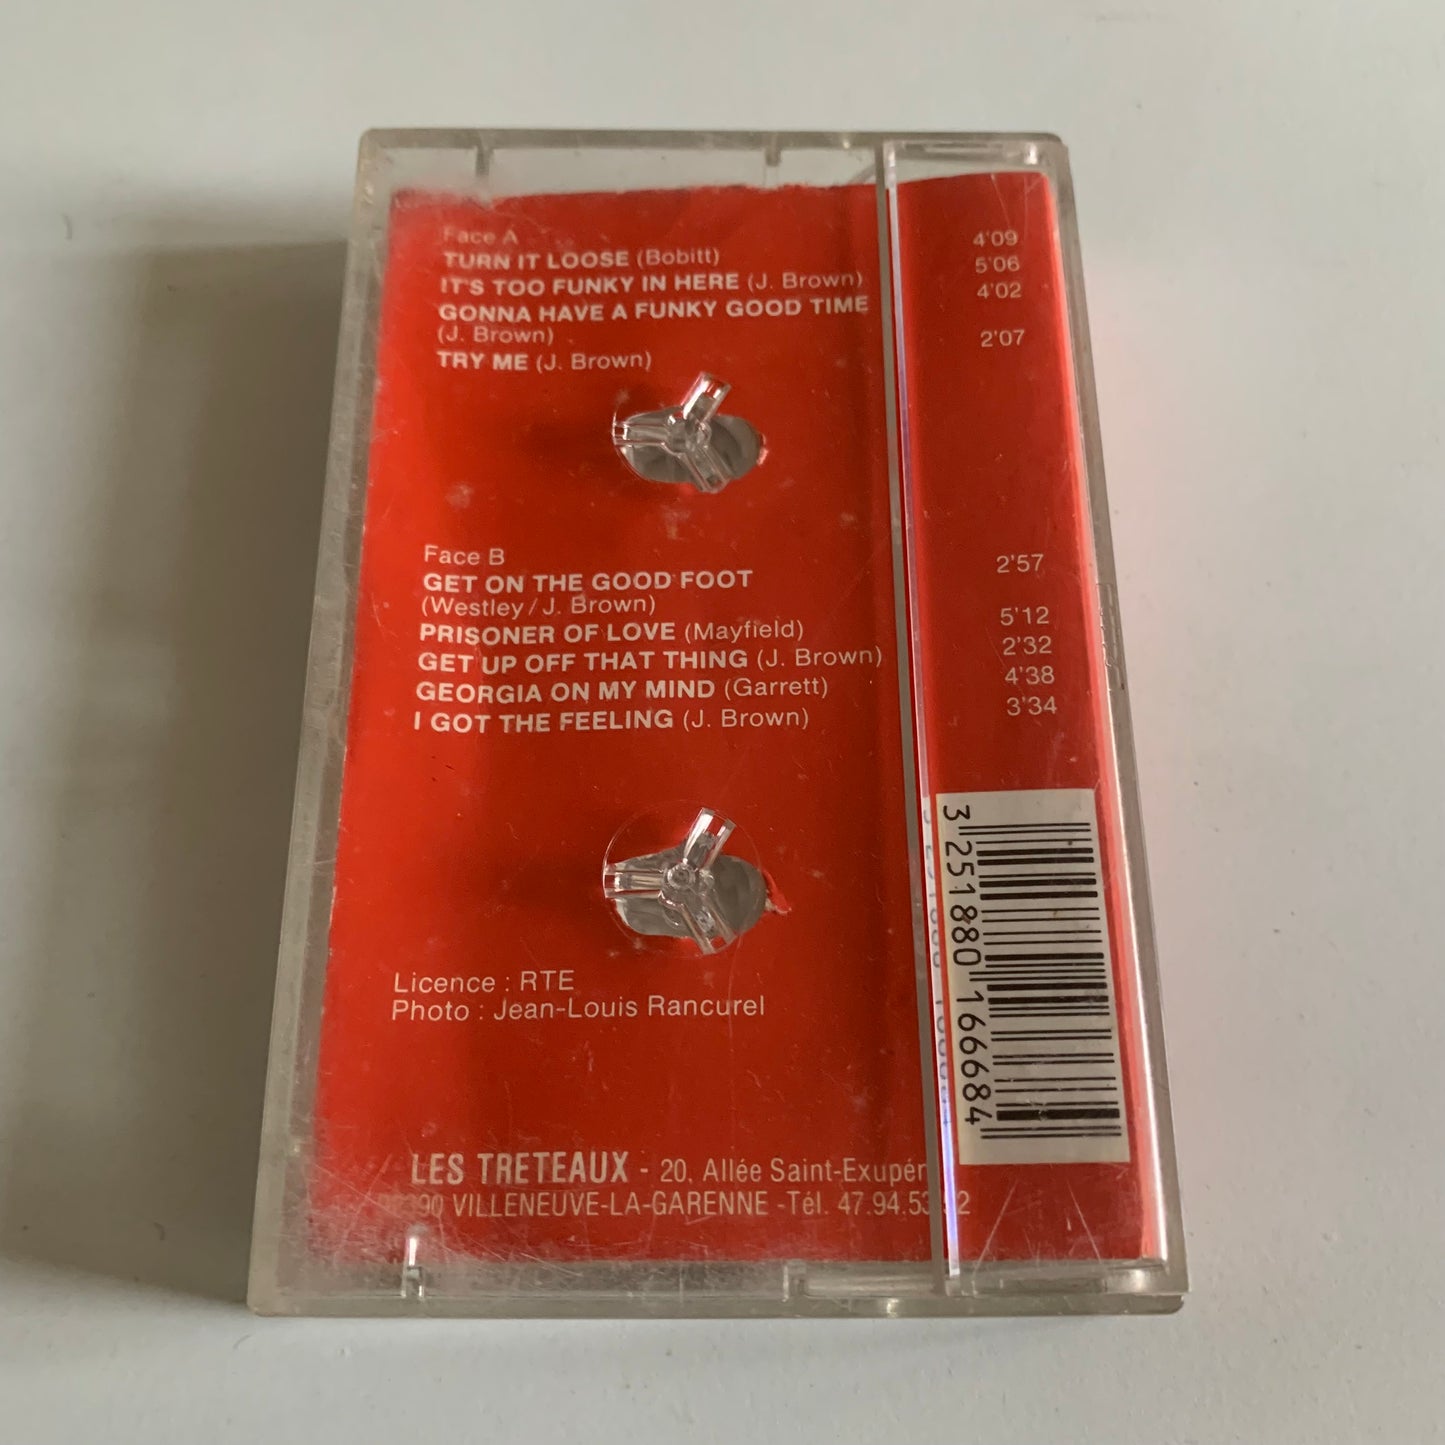 Face A
TURN IT LOOSE (Bobitt) 4'09
IT'S TOO FUNKY IN HERE (J. Brown) 5'06
GONNA HAVE A FUNKY GOOD TIME 4'02
(J. Brown)
TRY ME (J. Brown) 2'07
Face B
GET ON THE GOOD FOOT 2'57
(Westley / J. Brown)
PRISONER OF LOVE (Mayfield) 5'12
GET UP OFF THAT THING (J. Brown) 2'32
GEORGIA ON MY MIND (Garrett) 4'38
I GOT THE FEELING (J. Brown) 3'34
Licence : RTE
Photo : Jean-Louis Rancurel
LES TRETEAUX - 20, Allée Saint-Exupér
VILLENEUVE-LA-GARENNE - Tél. 47.94.53
3 251880 166684